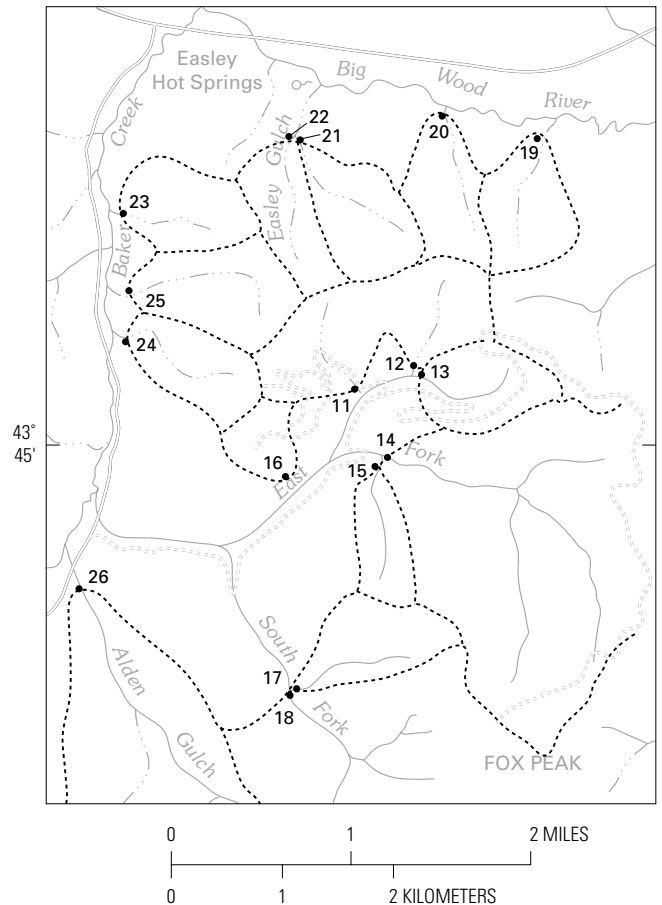 Easley
Hot Springs
Big Wood River
Creek
Baker
Easley Gulch
22
21
20
19
23
25
24
12
13
11
43°
45'
14
Fork
15
16
East
26
Alden
Gulch
South
Fork
17
18
FOX PEAK
0 1 2 MILES
0 1 2 KILOMETERS